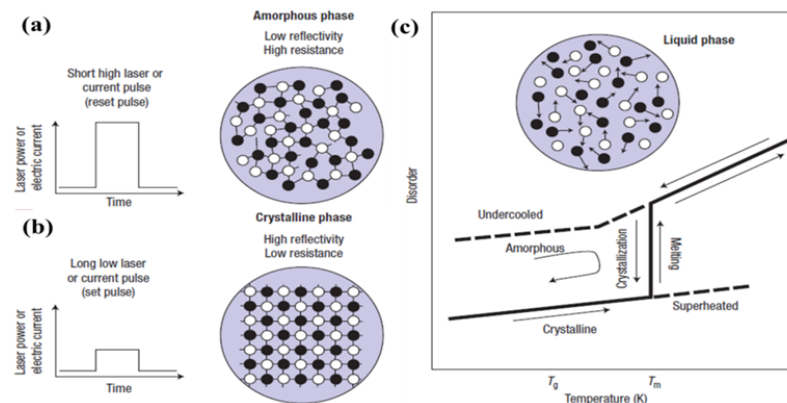 (a)
Amorphous phase
Low reflectivity
High resistance
Short high laser or
current pulse
(reset pulse)
Laser power or
electric current
Time
(b)
Crystalline phase
High reflectivity
Low resistance
Long low laser
or current pulse
(set pulse)
Laser power or
electric current
Time
(c)
Liquid phase
Disorder
Undercooled
Amorphous
Crystallization
Melting
Superheated
Crystalline
Tg
Tm
Temperature (K)